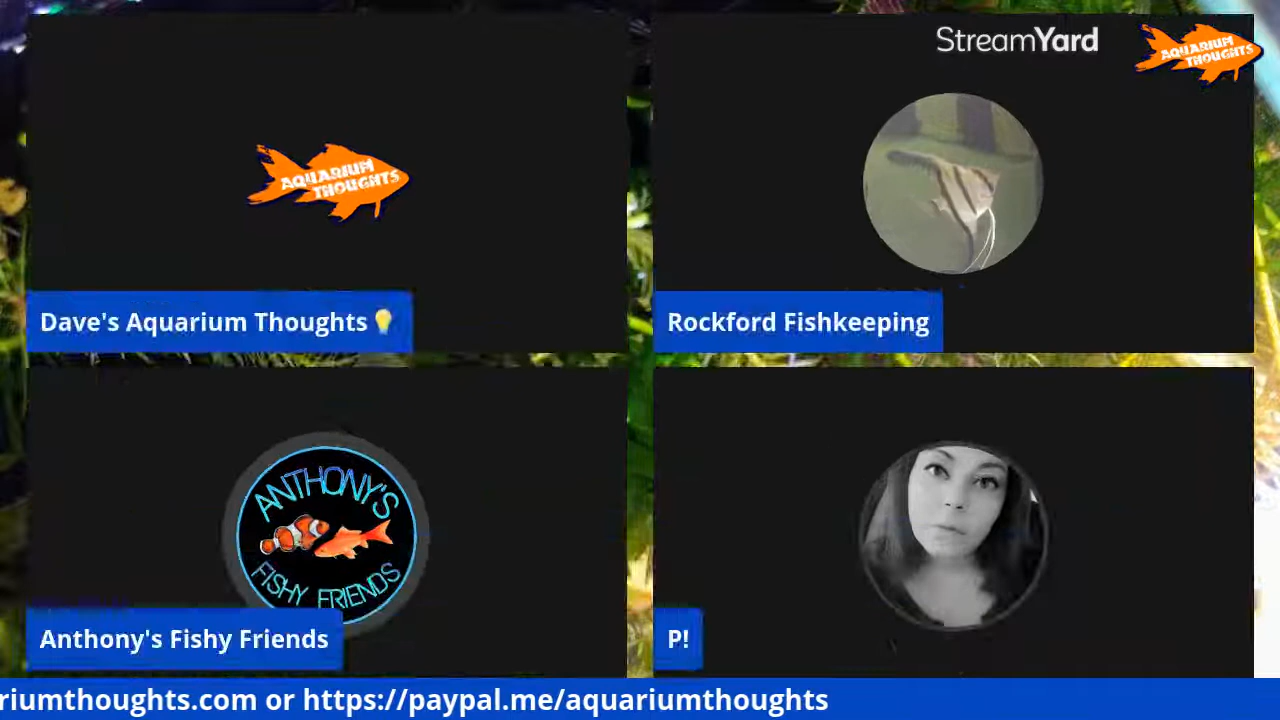 StreamYard
AQUARIUM
THOUGHTS
AQUARIUM
THOUGHTS
Dave's Aquarium Thoughts💡
Rockford Fishkeeping
ANTHONY'S
FISHY FRIENDS
Anthony's Fishy Friends
P!
riumthoughts.com or https://paypal.me/aquariumthoughts